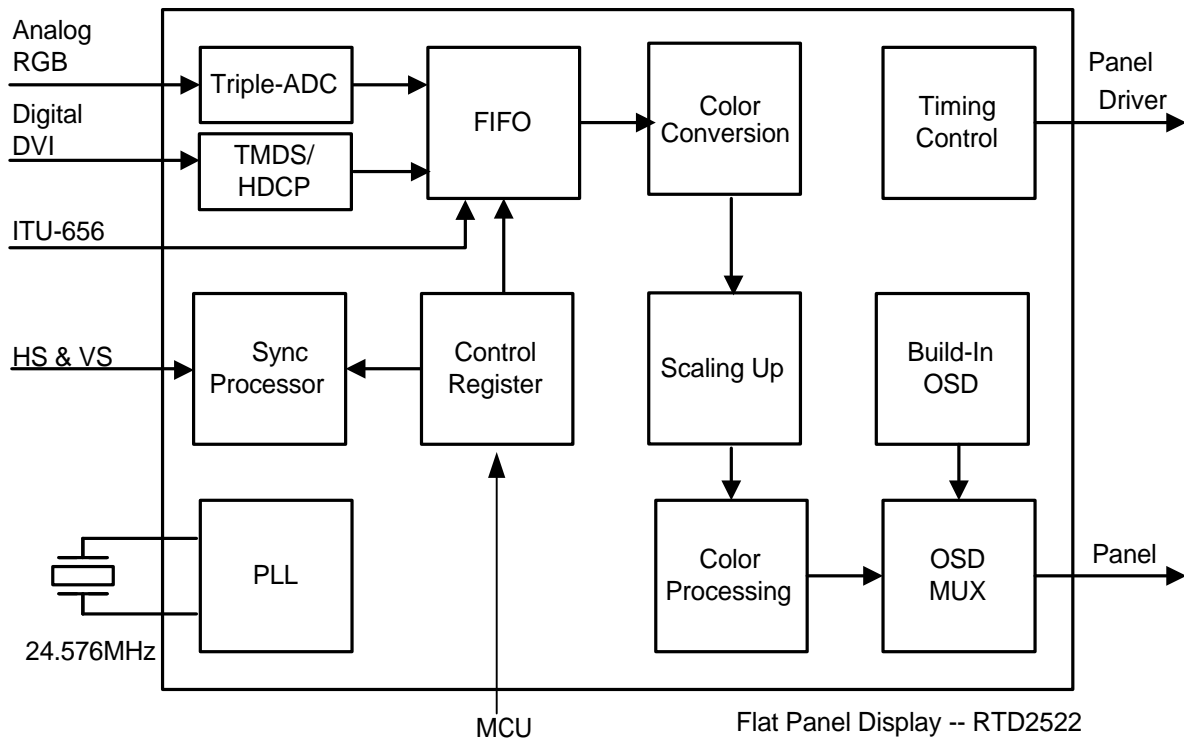 Analog
RGB
Triple-ADC
Digital
DVI
TMDS/
HDCP
FIFO
Color
Conversion
Timing
Control
Panel
Driver
ITU-656
HS & VS
Sync
Processor
Control
Register
Scaling Up
Build-In
OSD
PLL
Color
Processing
OSD
MUX
Panel
24.576MHz
MCU
Flat Panel Display -- RTD2522